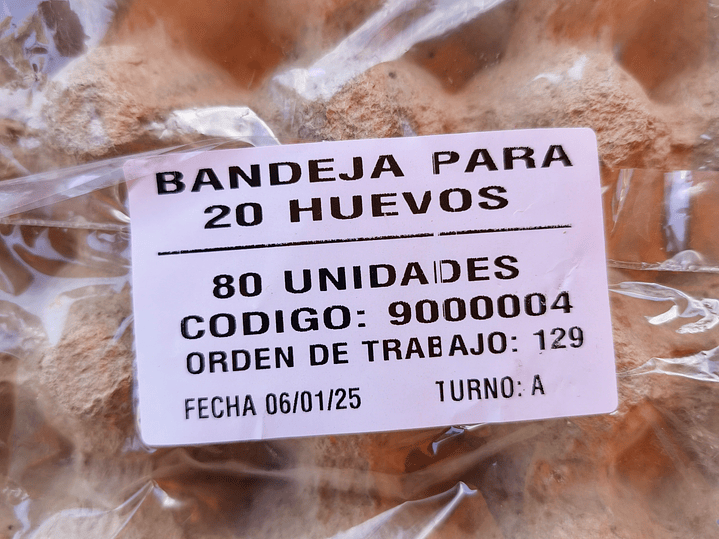 BANDEJA PARA
20 HUEVOS
80 UNIDADES
CODIGO: 9000004
ORDEN DE TRABAJO: 129
FECHA 06/01/25 TURNO: A